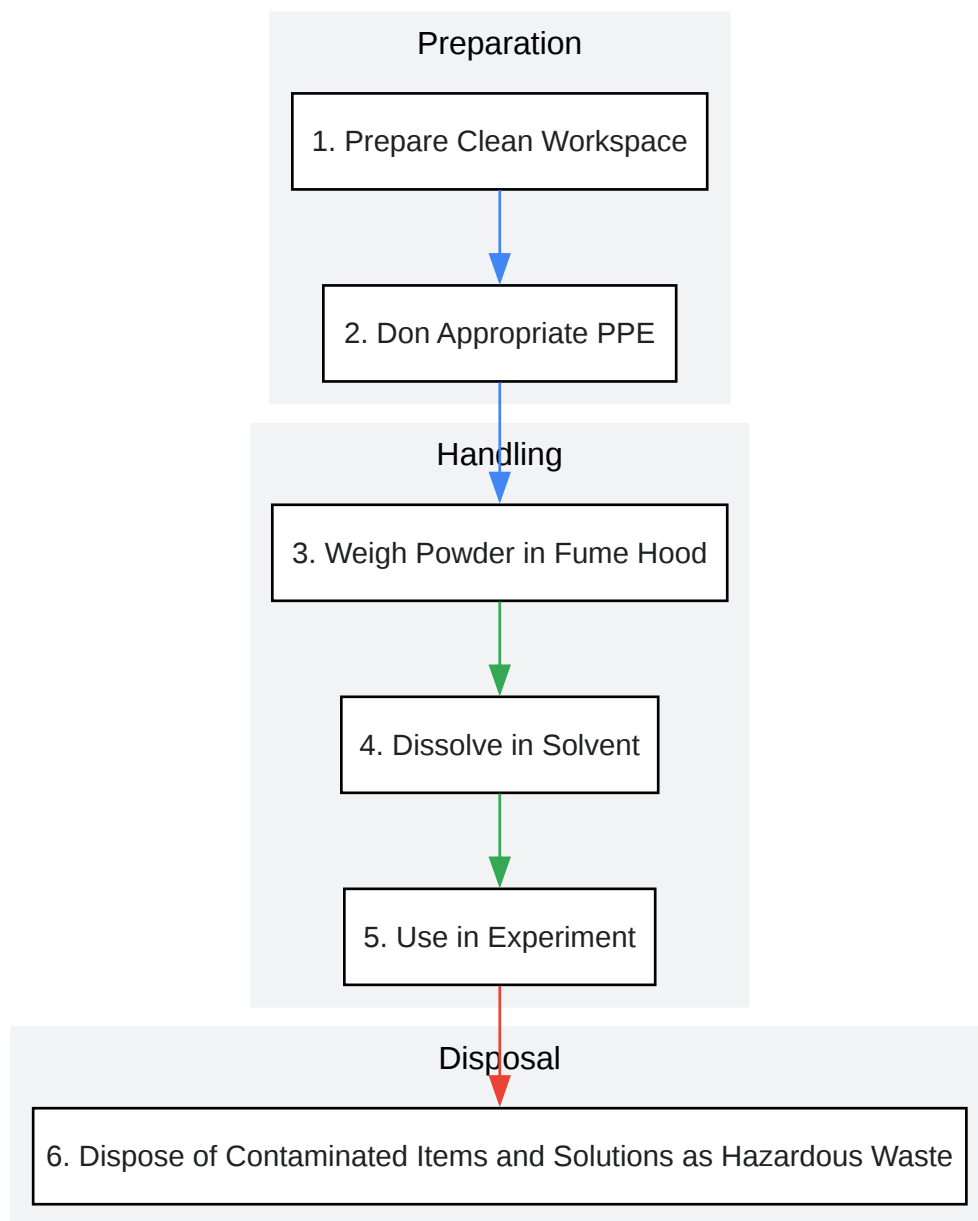 Preparation
1. Prepare Clean Workspace
2. Don Appropriate PPE
Handling
3. Weigh Powder in Fume Hood
4. Dissolve in Solvent
5. Use in Experiment
Disposal
6. Dispose of Contaminated Items and Solutions as Hazardous Waste